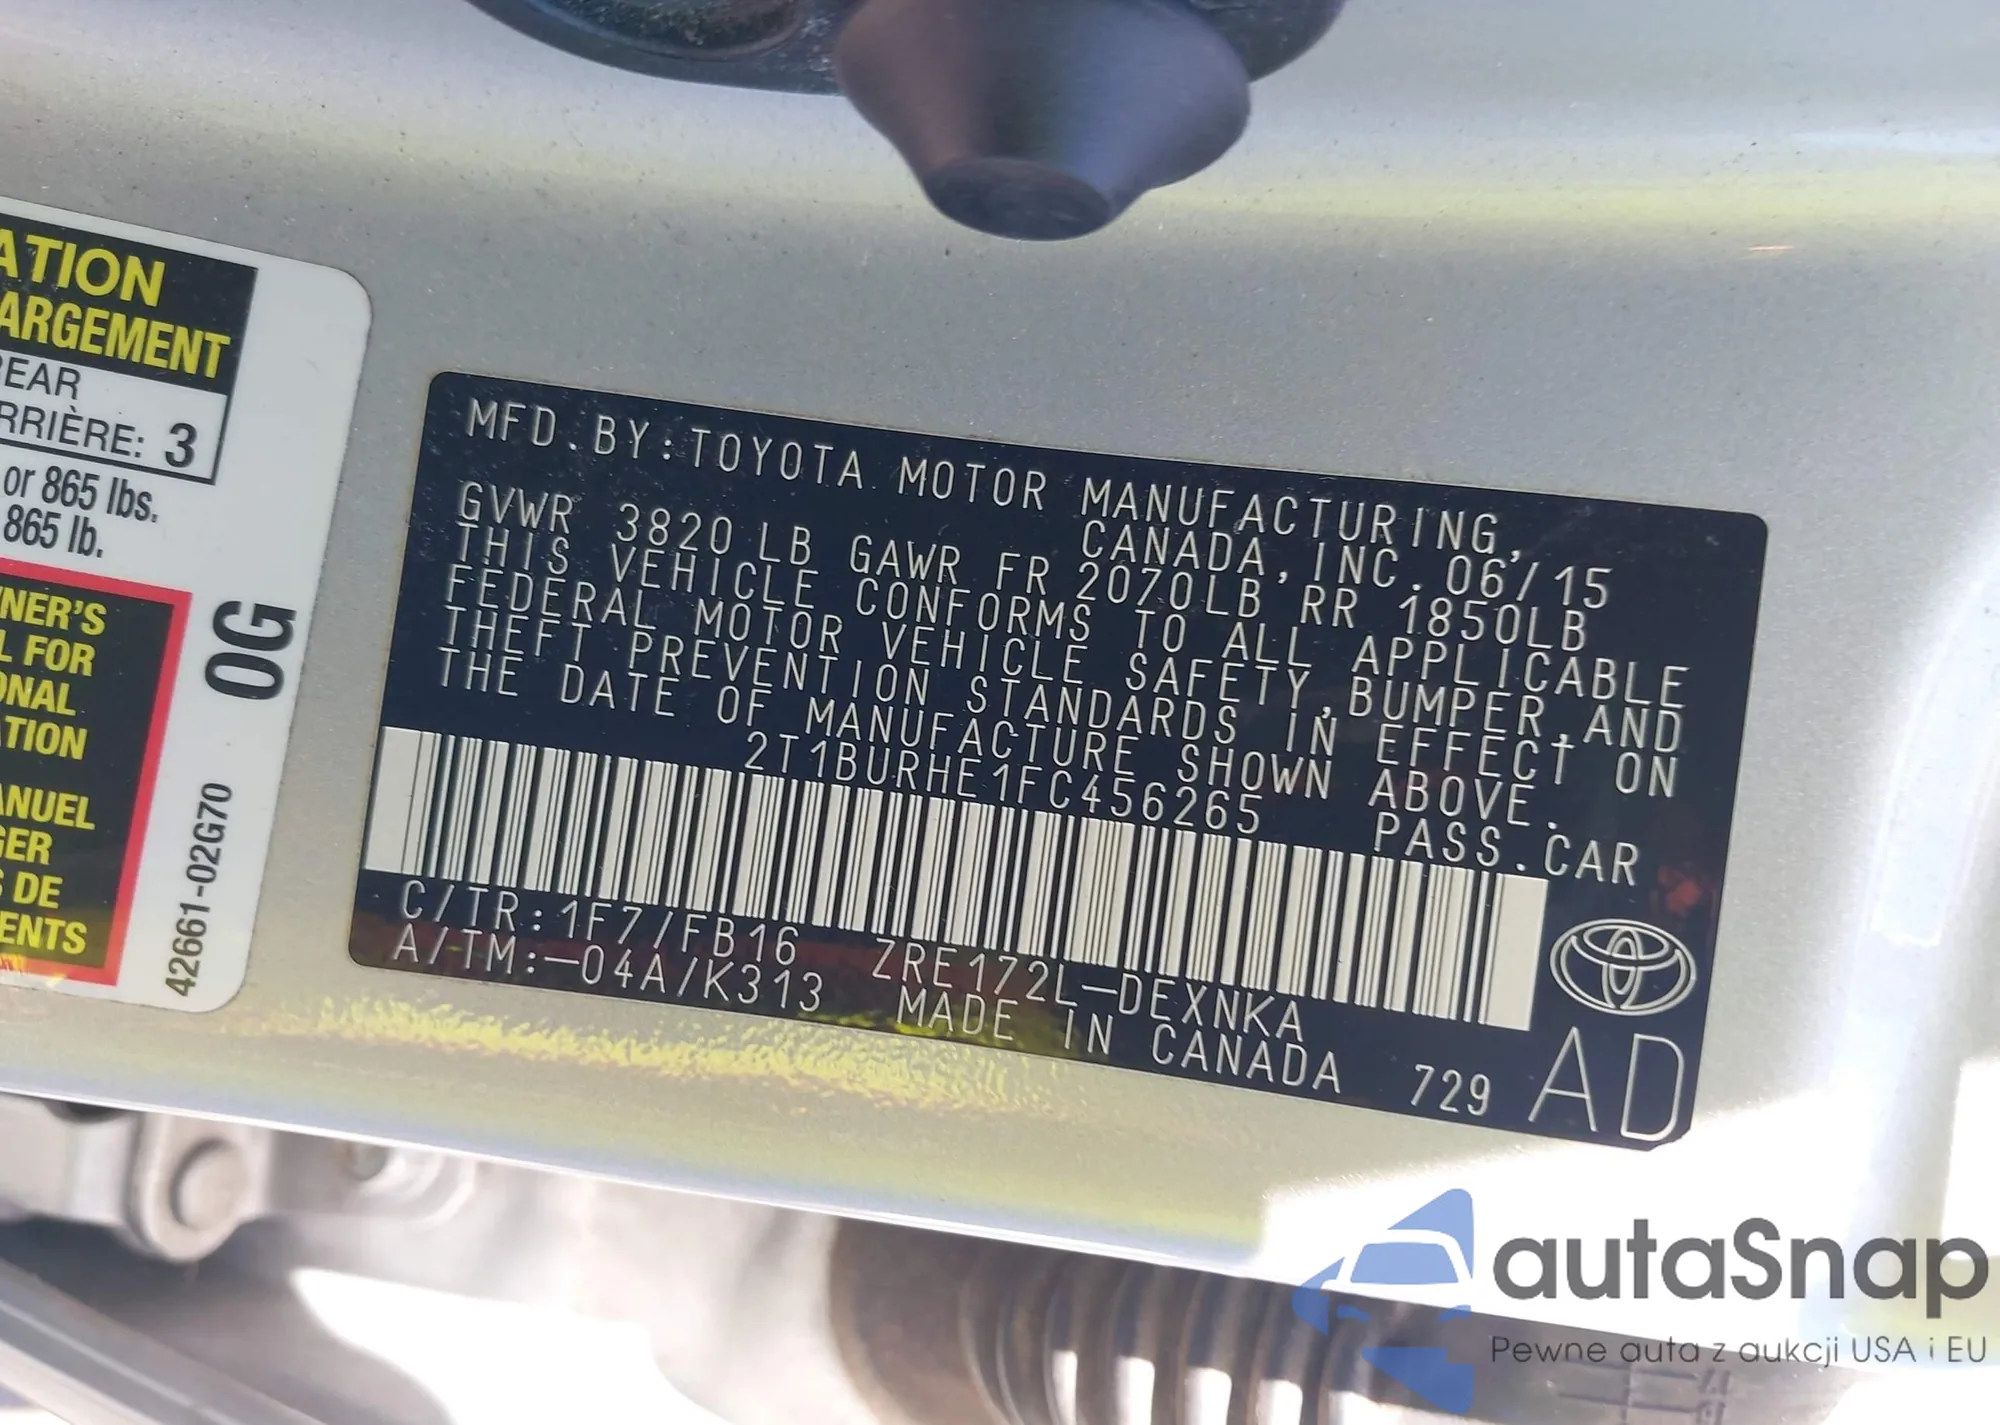 ATION
ARGEMENT
REAR
RRIÈRE: 3
or 865 lbs.
865 lb.
NER'S
L FOR
ONAL
TION
ANUEL
GER
S DE
ENTS
0G
42661-02G70
MFD.BY:TOYOTA MOTOR MANUFACTURING,
CANADA,INC.06/15
GVWR 3820LB GAWR FR 2070LB RR 1850LB
THIS VEHICLE CONFORMS TO ALL APPLICABLE
FEDERAL MOTOR VEHICLE SAFETY,BUMPER,AND
THEFT PREVENTION STANDARDS IN EFFECT ON
THE DATE OF MANUFACTURE SHOWN ABOVE.
2T1BURHE1FC456265 PASS.CAR
C/TR:1F7/FB16 ZRE172L-DEXNKA
A/TM:-04A/K313 MADE IN CANADA 729 AD
autaSnap
Pewne auta z aukcji USA i EU